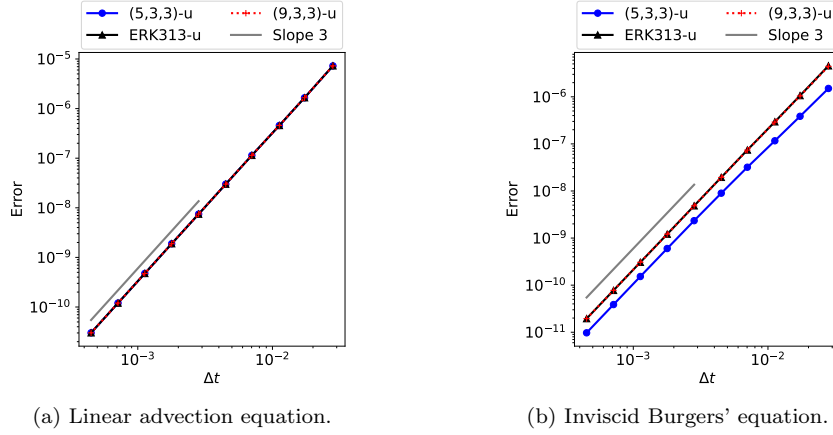 (5,3,3)-u
(9,3,3)-u
ERK313-u
Slope 3
10⁻⁵
10⁻⁶
10⁻⁷
10⁻⁸
10⁻⁹
10⁻¹⁰
Error
10⁻³
10⁻²
Δt
(a) Linear advection equation.
(5,3,3)-u
(9,3,3)-u
ERK313-u
Slope 3
10⁻⁶
10⁻⁷
10⁻⁸
10⁻⁹
10⁻¹⁰
10⁻¹¹
Error
10⁻³
10⁻²
Δt
(b) Inviscid Burgers' equation.